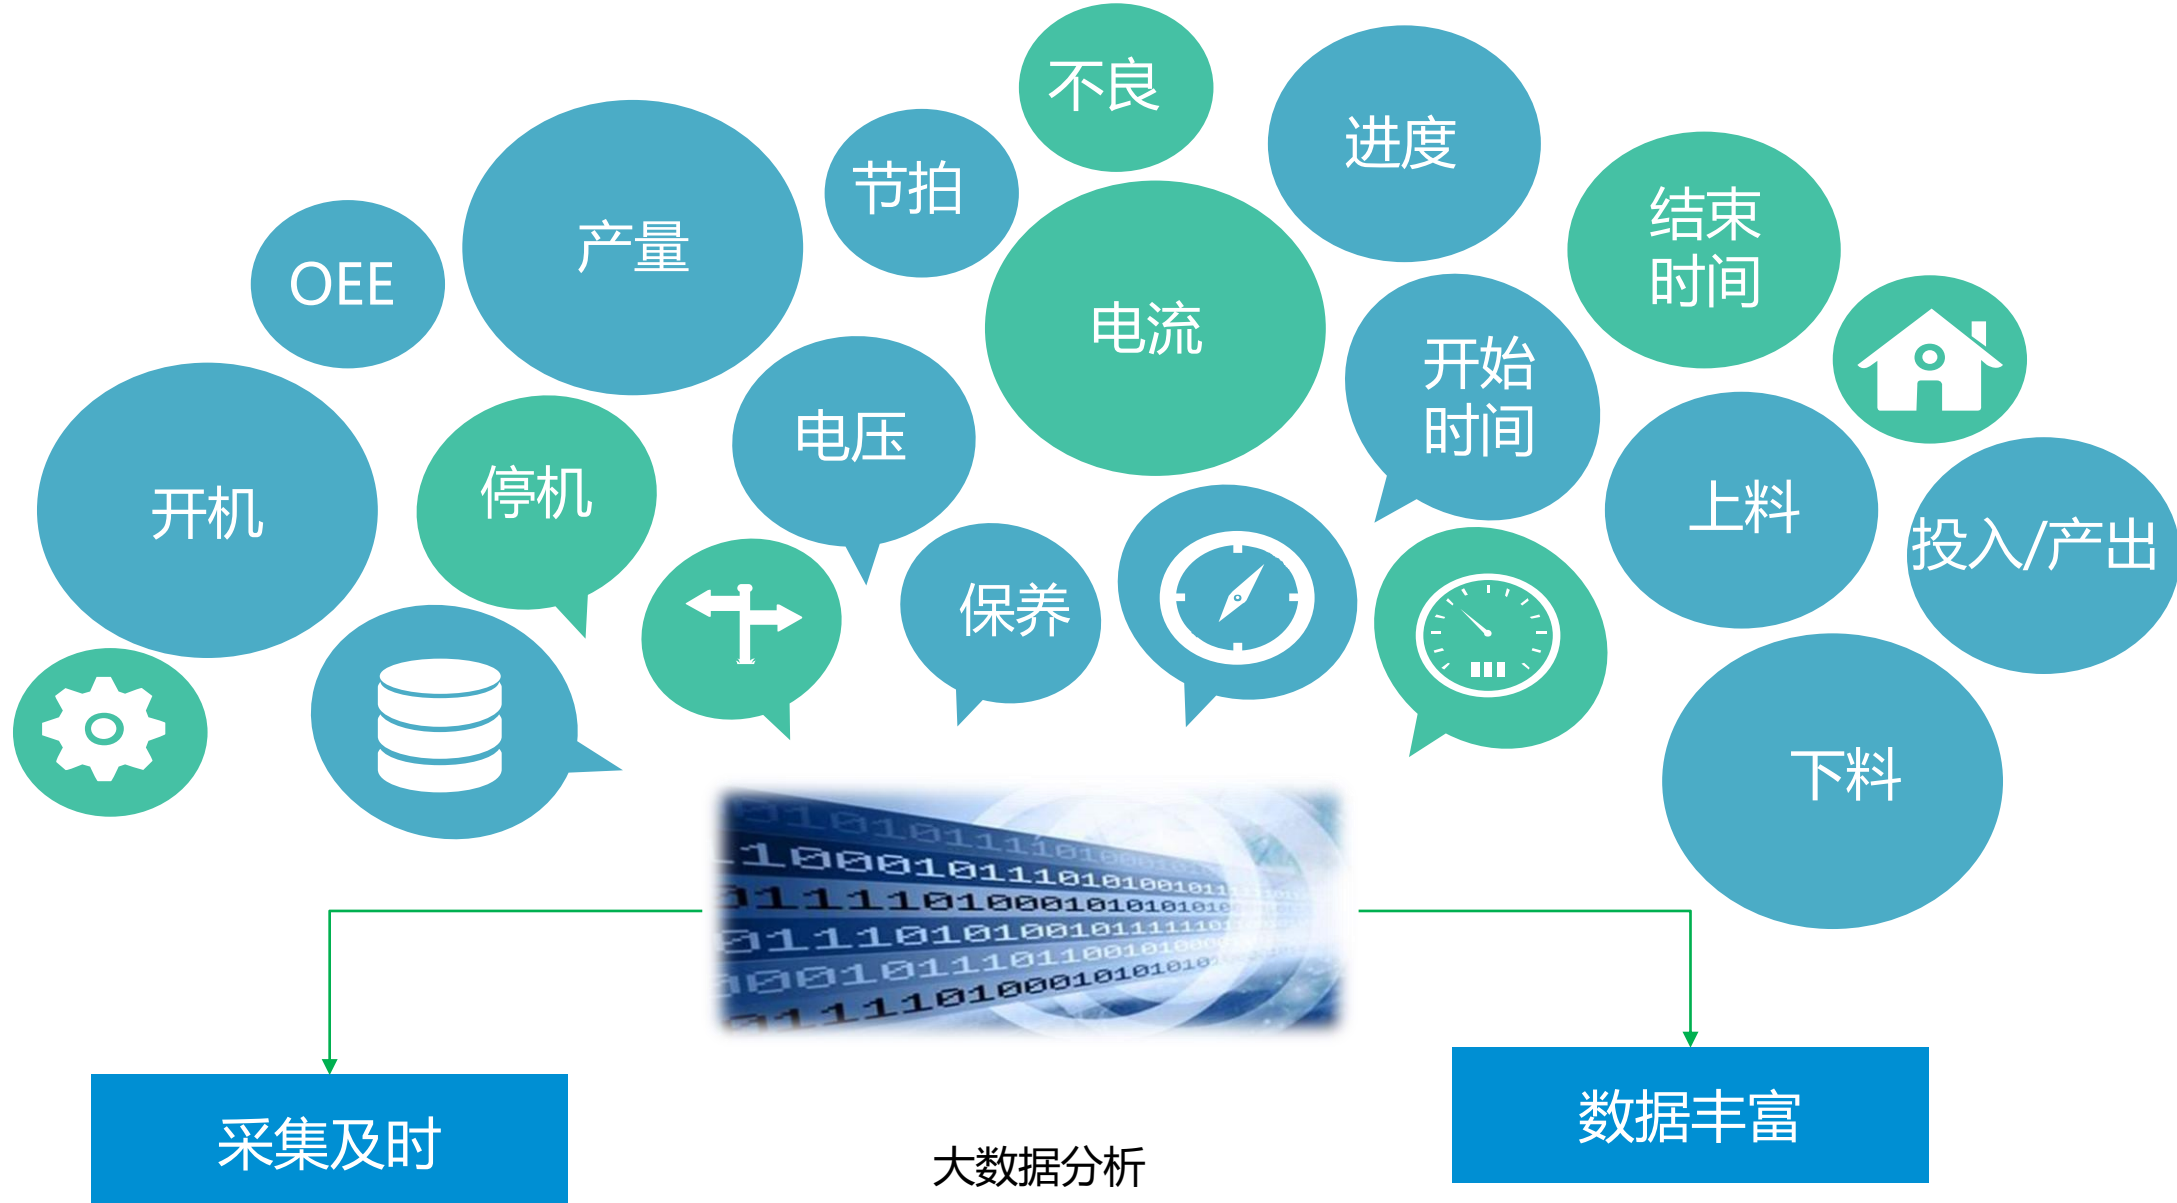 不良
进度
节拍
结束
时间
产量
OEE
电流
开始
时间
电压
停机
开机
上料
投入/产出
保养
下料
采集及时
数据丰富
大数据分析